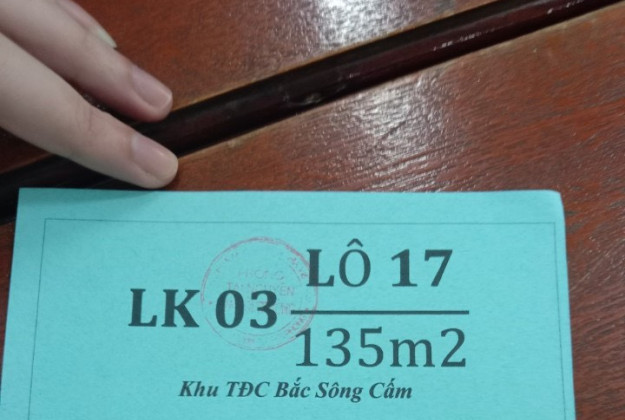 LK 03
LÔ 17
135m2
Khu TĐC Bắc Sông Cấm